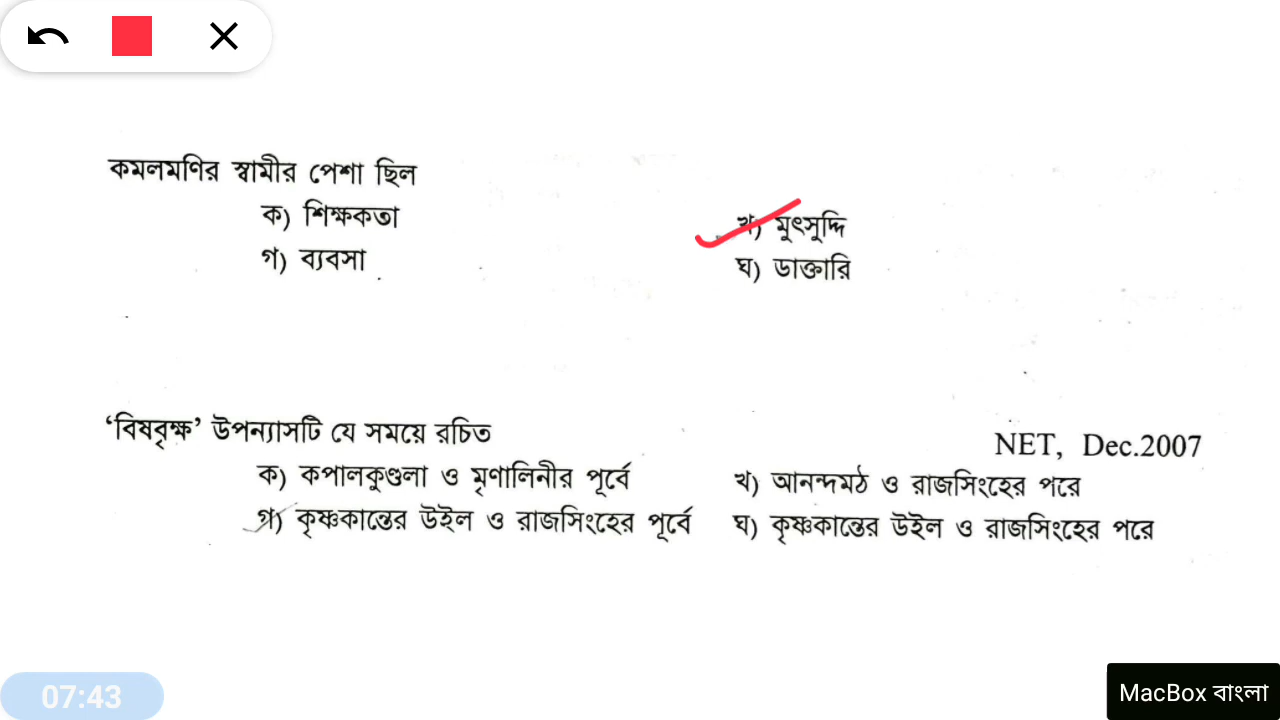 কমলমণির স্বামীর পেশা ছিল
ক) শিক্ষকতা
খ) মুৎসুদ্দি
গ) ব্যবসা
ঘ) ডাক্তারি
‘বিষবৃক্ষ’ উপন্যাসটি যে সময়ে রচিত
NET, Dec.2007
ক) কপালকুণ্ডলা ও মৃণালিনীর পূর্বে
খ) আনন্দমঠ ও রাজসিংহের পরে
গ) কৃষ্ণকান্তের উইল ও রাজসিংহের পূর্বে
ঘ) কৃষ্ণকান্তের উইল ও রাজসিংহের পরে
07:43
MacBox বাংলা